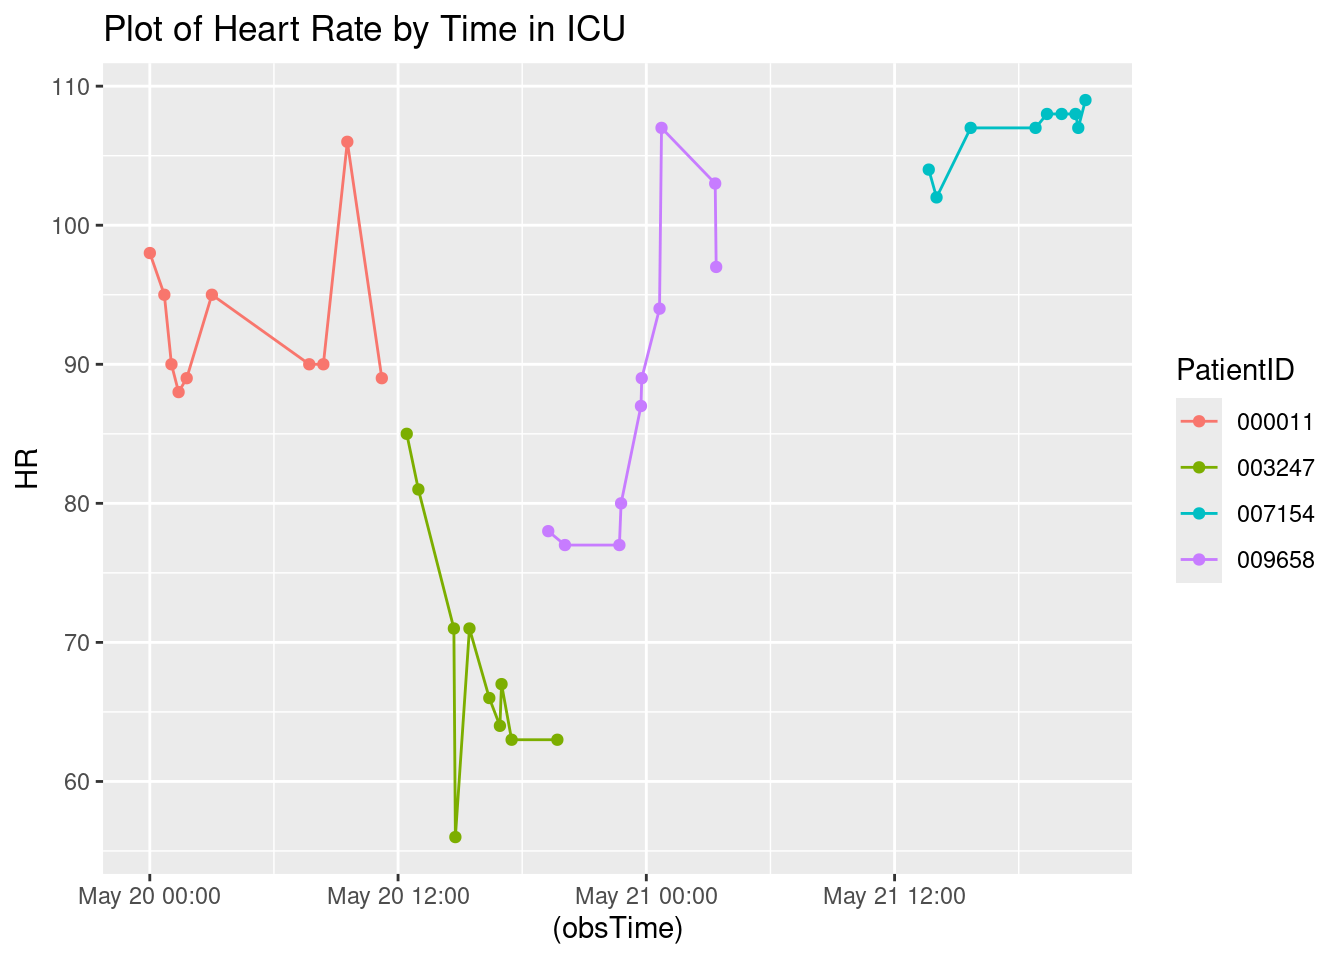 Plot of Heart Rate by Time in ICU
110
100
90
80
70
60
HR
May 20 00:00
May 20 12:00
May 21 00:00
May 21 12:00
(obsTime)
PatientID
000011
003247
007154
009658